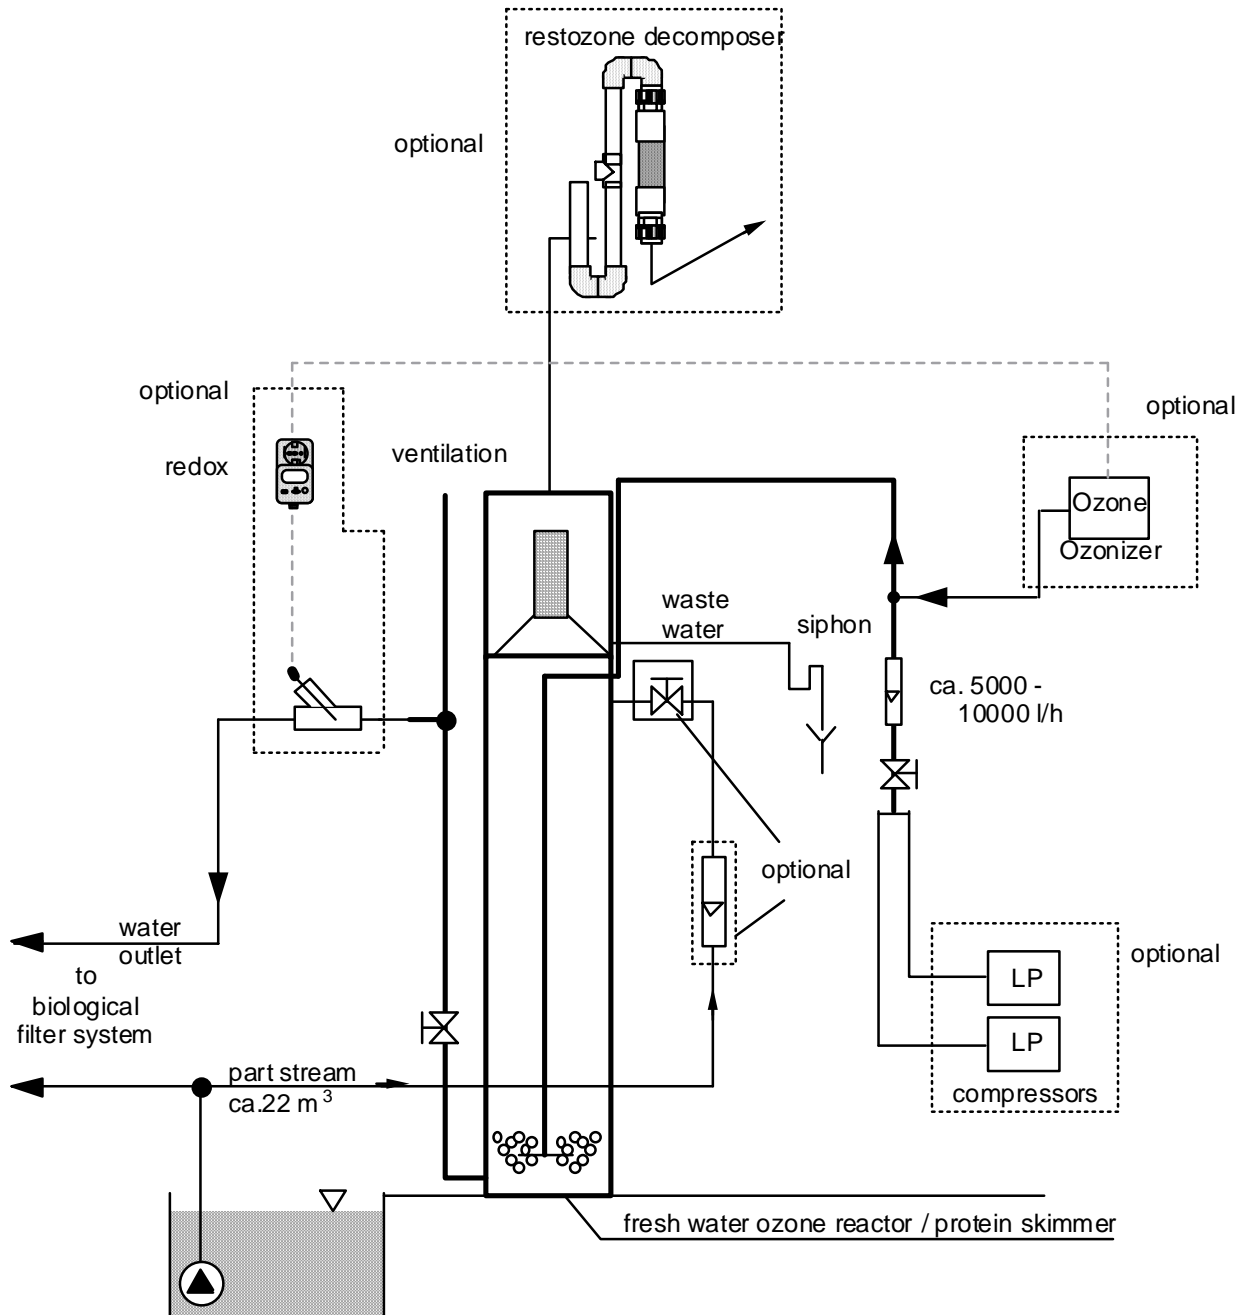 restozone decomposer
optional
optional
optional
redox
ventilation
Ozone
Ozonizer
waste
water
siphon
ca. 5000 -
10000 l/h
optional
water
outlet
to
biological
filter system
optional
LP
LP
compressors
part stream
ca.22 m³
fresh water ozone reactor / protein skimmer